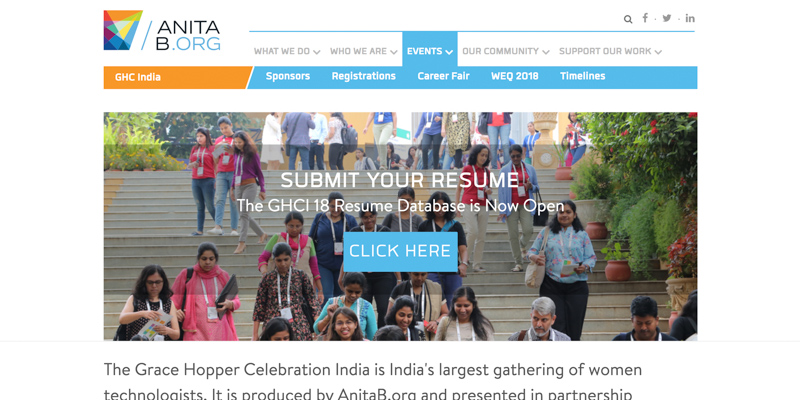 ANITA
B.ORG
WHAT WE DO
WHO WE ARE
EVENTS
OUR COMMUNITY
SUPPORT OUR WORK
GHC India
Sponsors
Registrations
Career Fair
WEQ 2018
Timelines
SUBMIT YOUR RESUME
The GHCI 18 Resume Database is Now Open
CLICK HERE
The Grace Hopper Celebration India is India's largest gathering of women
technologists. It is produced by AnitaB.org and presented in partnership